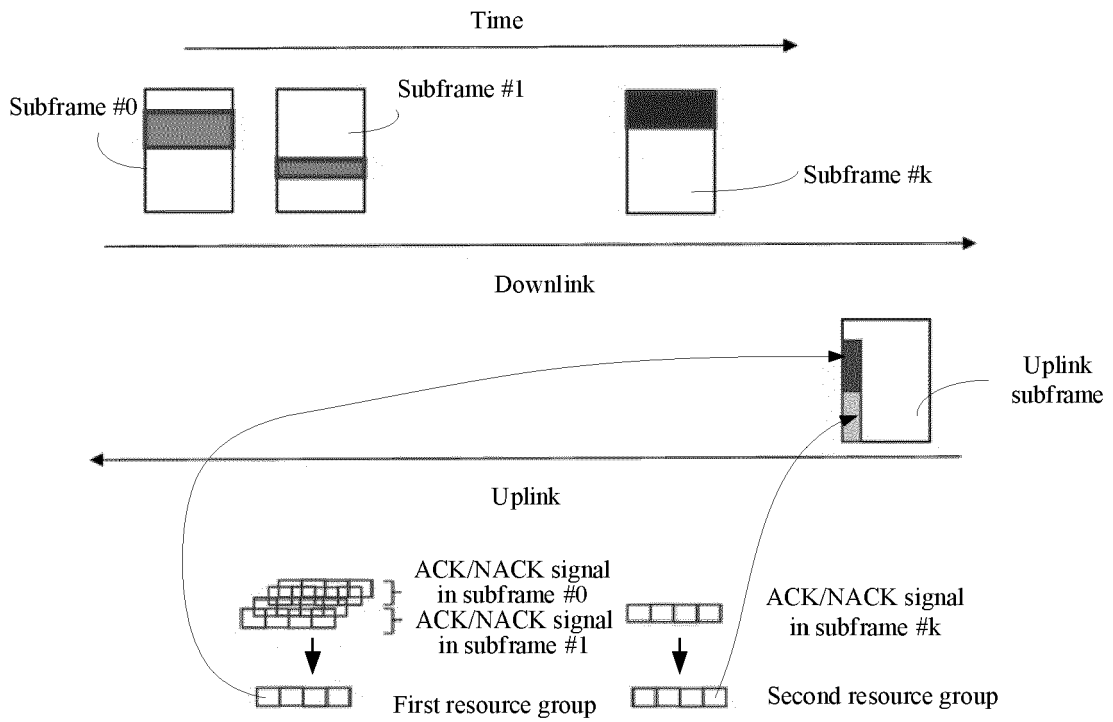 Time
Subframe #0
Subframe #1
Subframe #k
Downlink
Uplink
subframe
Uplink
ACK/NACK signal
in subframe #0
ACK/NACK signal
in subframe #1
ACK/NACK signal
in subframe #k
First resource group
Second resource group